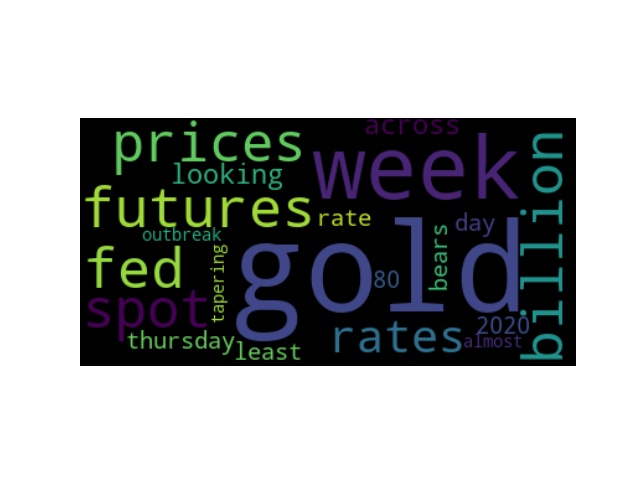 across
prices
week
looking
billion
futures
rate
day
outbreak
gold
bears
fed
tapering
80
spot
2020
rates
thursday
almost
least